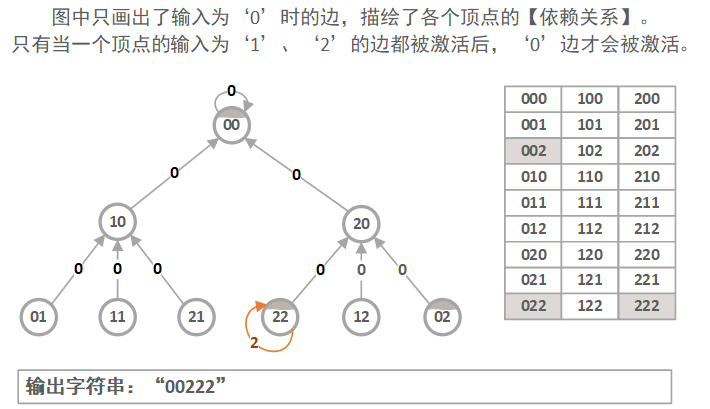 图中只画出了输入为‘0’时的边，描绘了各个顶点的【依赖关系】。
只有当一个顶点的输入为‘1’、‘2’的边都被激活后，‘0’边才会被激活。
0
00
0 0
10 20
0 0 0 0 0 0
01 11 21 22 12 02
2
000 100 200
001 101 201
002 102 202
010 110 210
011 111 211
012 112 212
020 120 220
021 121 221
022 122 222
输出字符串：“00222”